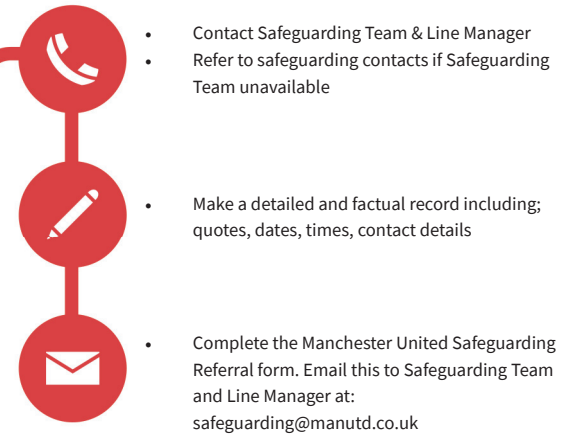 • Contact Safeguarding Team & Line Manager
• Refer to safeguarding contacts if Safeguarding
Team unavailable
• Make a detailed and factual record including;
quotes, dates, times, contact details
• Complete the Manchester United Safeguarding
Referral form. Email this to Safeguarding Team
and Line Manager at:
safeguarding@manutd.co.uk